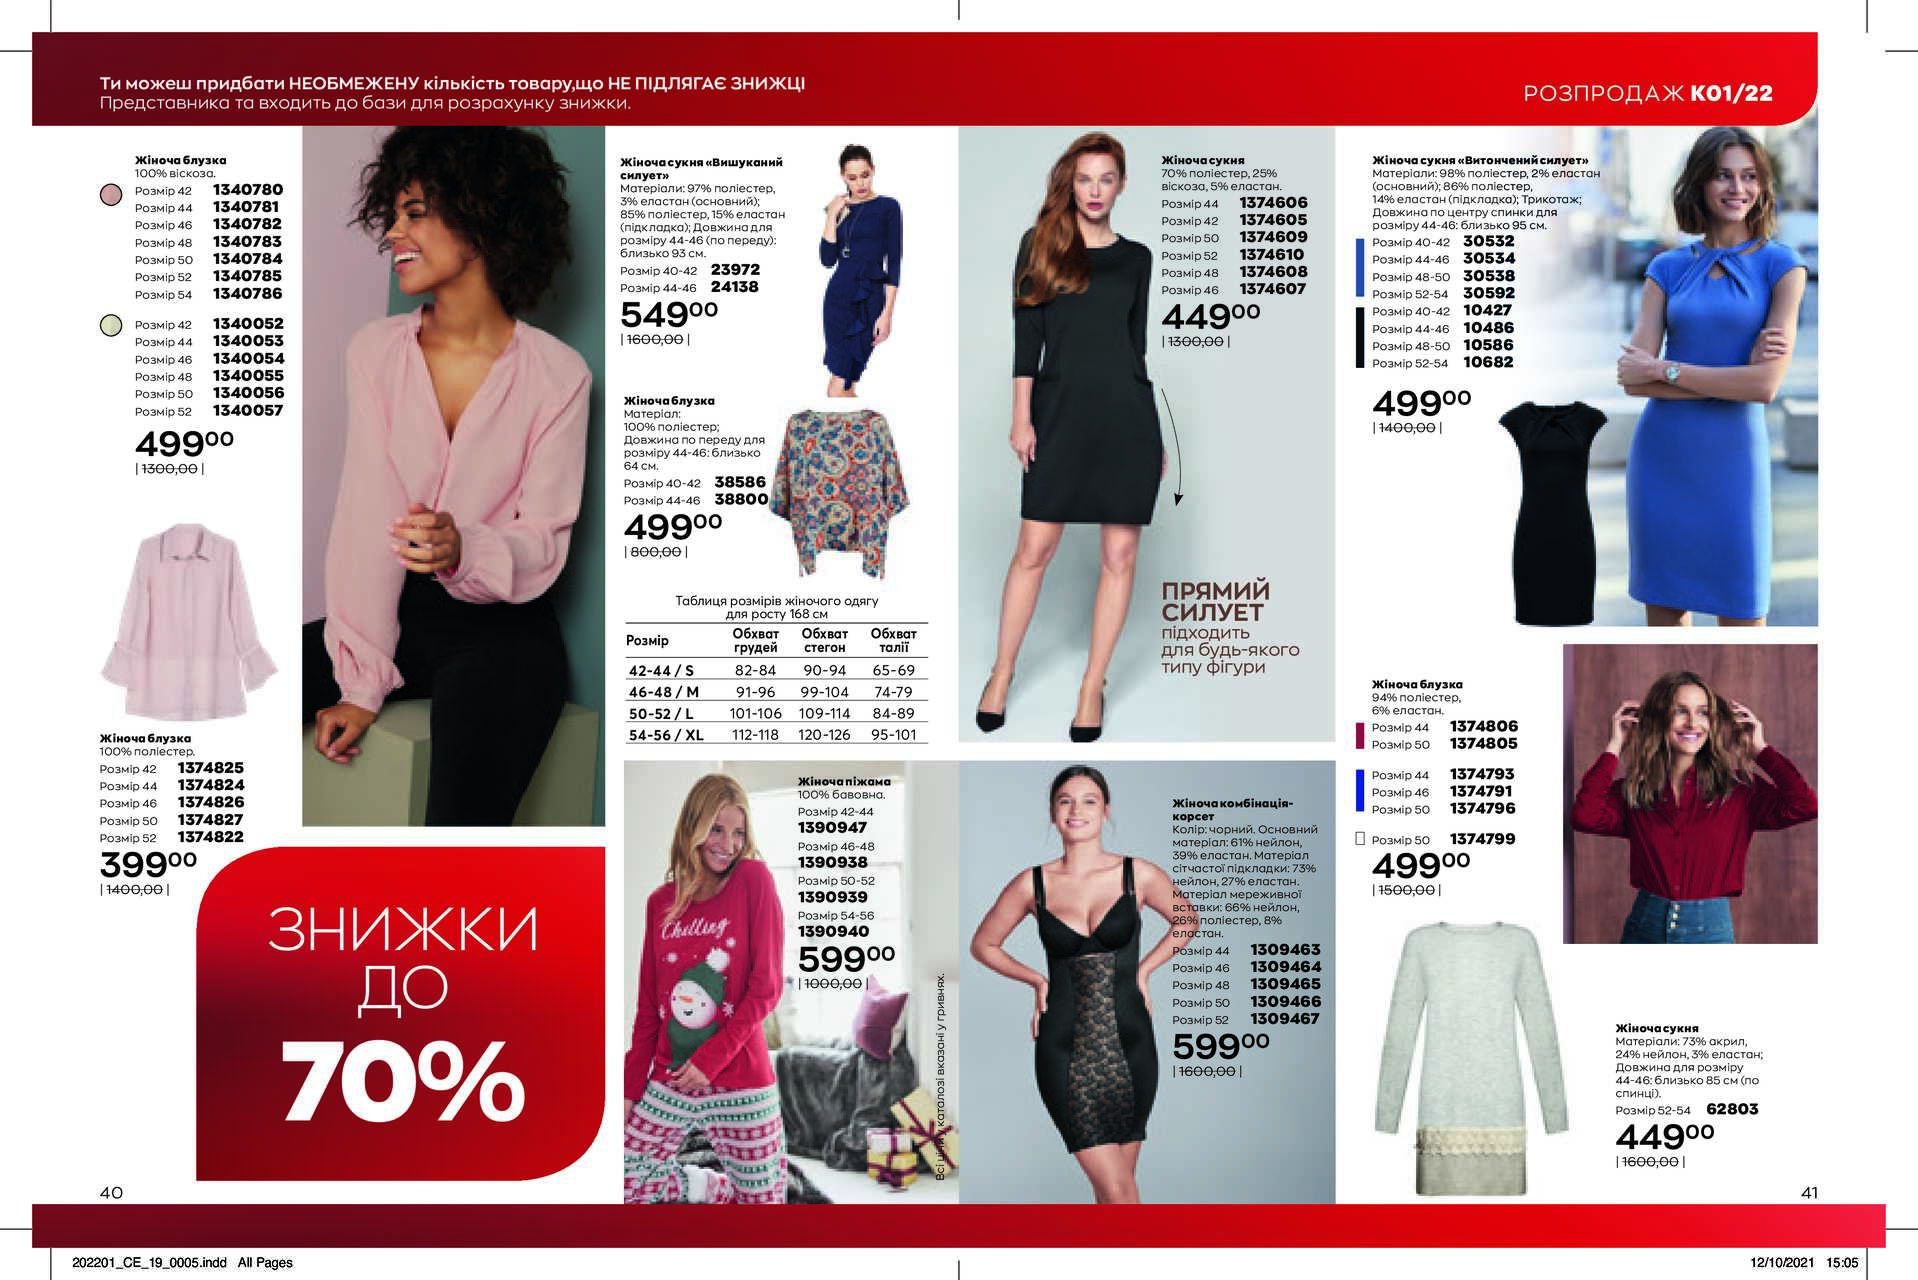 Ти можеш придбати НЕОБМЕЖЕНУ кількість товару,що НЕ ПІДЛЯГАЄ ЗНИЖЦІ
Представника та входить до бази для розрахунку знижки.
РОЗПРОДАЖ К01/22
Жіноча блузка
100% віскоза.
Розмір 42 1340780
Розмір 44 1340781
Розмір 46 1340782
Розмір 48 1340783
Розмір 50 1340784
Розмір 52 1340785
Розмір 54 1340786
Розмір 42 1340052
Розмір 44 1340053
Розмір 46 1340054
Розмір 48 1340055
Розмір 50 1340056
Розмір 52 1340057
499⁰⁰
| 1300,00 |
Жіноча блузка
100% поліестер.
Розмір 42 1374825
Розмір 44 1374824
Розмір 46 1374826
Розмір 50 1374827
Розмір 52 1374822
399⁰⁰
| 1400,00 |
ЗНИЖКИ
ДО
70%
Жіноча сукня «Вишуканий
силует»
Матеріали: 97% поліестер,
3% еластан (основний);
85% поліестер, 15% еластан
(підкладка); Довжина для
розміру 44-46 (по переду):
близько 93 см.
Розмір 40-42 23972
Розмір 44-46 24138
549⁰⁰
| 1600,00 |
Жіноча блузка
Матеріал:
100% поліестер;
Довжина по переду для
розміру 44-46: близько
64 см.
Розмір 40-42 38586
Розмір 44-46 38800
499⁰⁰
| 800,00 |
Таблиця розмірів жіночого одягу
для росту 168 см
Розмір Обхват грудей Обхват стегон Обхват талії
42-44 / S 82-84 90-94 65-69
46-48 / M 91-96 99-104 74-79
50-52 / L 101-106 109-114 84-89
54-56 / XL 112-118 120-126 95-101
Жіноча піжама
100% бавовна.
Розмір 42-44
1390947
Розмір 46-48
1390938
Розмір 50-52
1390939
Розмір 54-56
1390940
599⁰⁰
| 1000,00 |
Chilling
Всі ціни у каталозі вказані у гривнях.
Жіноча сукня
70% поліестер, 25%
віскоза, 5% еластан.
Розмір 44 1374606
Розмір 42 1374605
Розмір 50 1374609
Розмір 52 1374610
Розмір 48 1374608
Розмір 46 1374607
449⁰⁰
| 1300,00 |
ПРЯМИЙ
СИЛУЕТ
підходить
для будь-якого
типу фігури
Жіноча комбінація-
корсет
Колір: чорний. Основний
матеріал: 61% нейлон,
39% еластан. Матеріал
сітчастої підкладки: 73%
нейлон, 27% еластан.
Матеріал мереживної
вставки: 66% нейлон,
26% поліестер, 8%
еластан.
Розмір 44 1309463
Розмір 46 1309464
Розмір 48 1309465
Розмір 50 1309466
Розмір 52 1309467
599⁰⁰
| 1600,00 |
Жіноча сукня «Витончений силует»
Матеріали: 98% поліестер, 2% еластан
(основний); 86% поліестер,
14% еластан (підкладка); Трикотаж;
Довжина по центру спинки для
розміру 44-46: близько 95 см.
Розмір 40-42 30532
Розмір 44-46 30534
Розмір 48-50 30538
Розмір 52-54 30592
Розмір 40-42 10427
Розмір 44-46 10486
Розмір 48-50 10586
Розмір 52-54 10682
499⁰⁰
| 1400,00 |
Жіноча блузка
94% поліестер,
6% еластан.
Розмір 44 1374806
Розмір 50 1374805
Розмір 44 1374793
Розмір 46 1374791
Розмір 50 1374796
Розмір 50 1374799
499⁰⁰
| 1500,00 |
Жіноча сукня
Матеріали: 73% акрил,
24% нейлон, 3% еластан;
Довжина для розміру
44-46: близько 85 см (по
спинці).
Розмір 52-54 62803
449⁰⁰
| 1600,00 |
40
41
202201_CE_19_0005.indd All Pages
12/10/2021 15:05